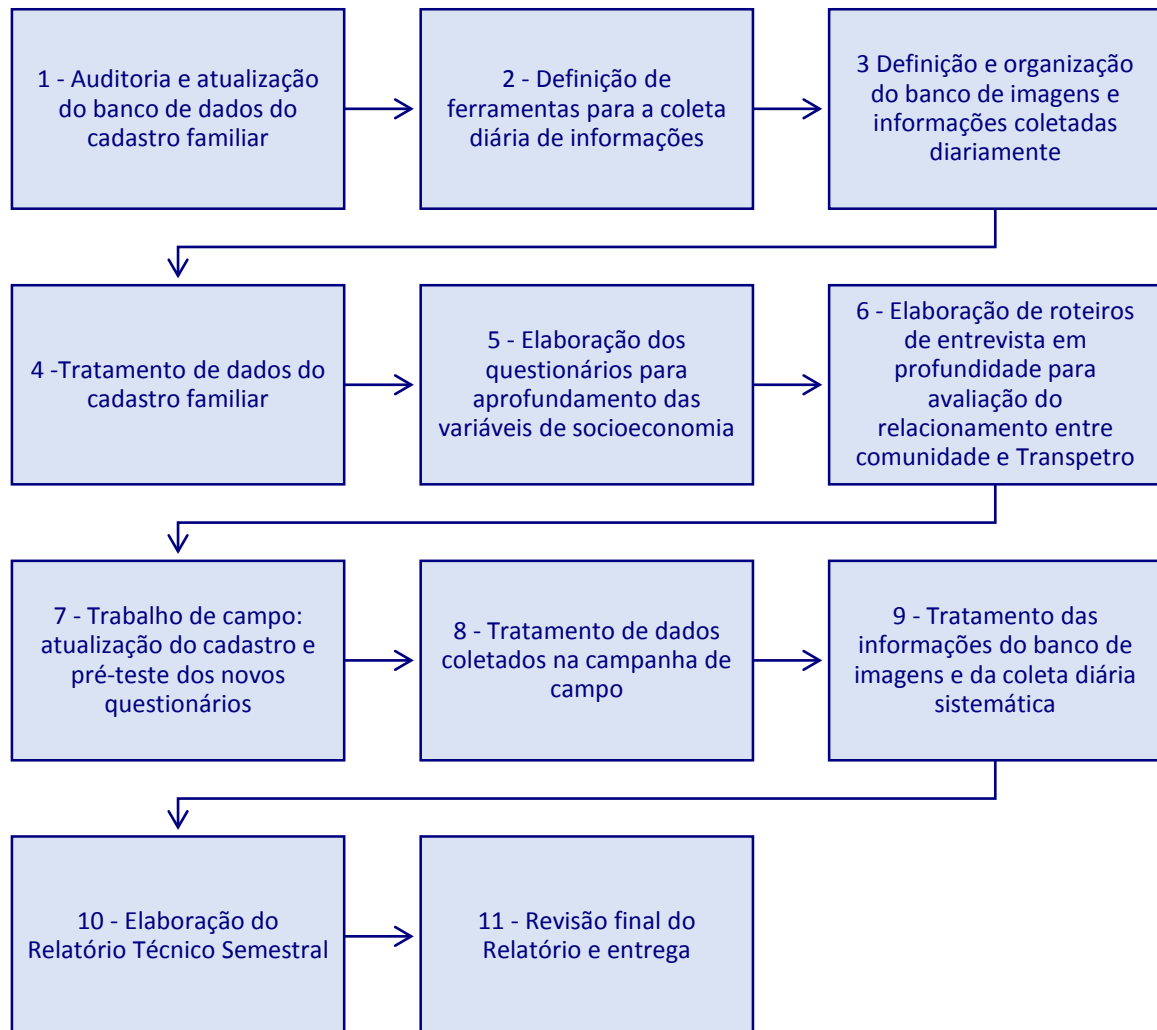 1 - Auditoria e atualização
do banco de dados do
cadastro familiar
2 - Definição de
ferramentas para a coleta
diária de informações
3 Definição e organização
do banco de imagens e
informações coletadas
diariamente
4 -Tratamento de dados do
cadastro familiar
5 - Elaboração dos
questionários para
aprofundamento das
variáveis de socioeconomia
6 - Elaboração de roteiros
de entrevista em
profundidade para
avaliação do
relacionamento entre
comunidade e Transpetro
7 - Trabalho de campo:
atualização do cadastro e
pré-teste dos novos
questionários
8 - Tratamento de dados
coletados na campanha de
campo
9 - Tratamento das
informações do banco de
imagens e da coleta diária
sistemática
10 - Elaboração do
Relatório Técnico Semestral
11 - Revisão final do
Relatório e entrega